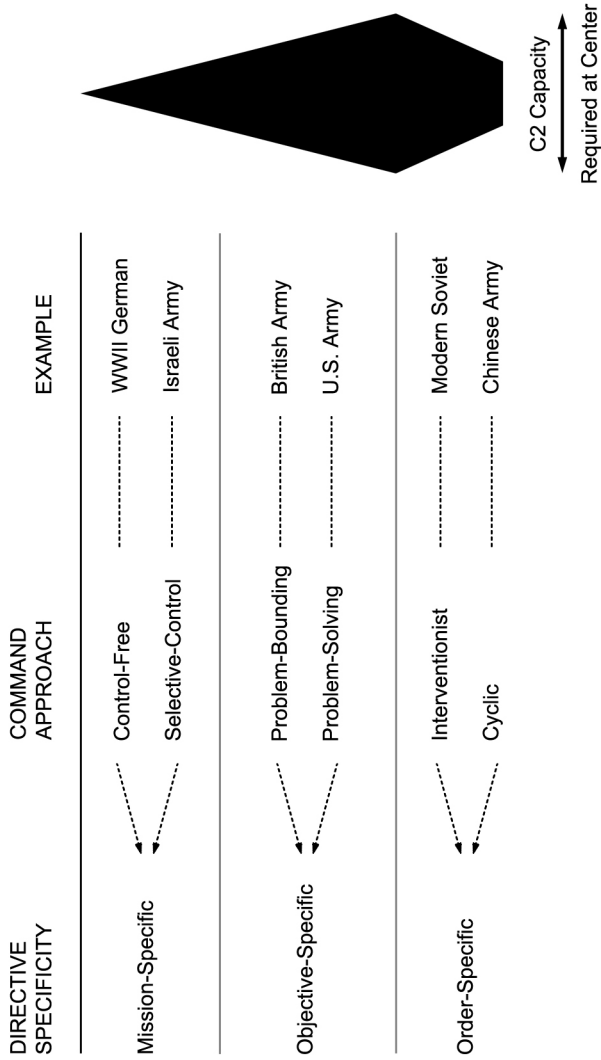 DIRECTIVE
SPECIFICITY
COMMAND
APPROACH
EXAMPLE
Mission-Specific
Control-Free
WWII German
Selective-Control
Israeli Army
Objective-Specific
Problem-Bounding
British Army
Problem-Solving
U.S. Army
Order-Specific
Interventionist
Modern Soviet
Cyclic
Chinese Army
C2 Capacity
Required at Center